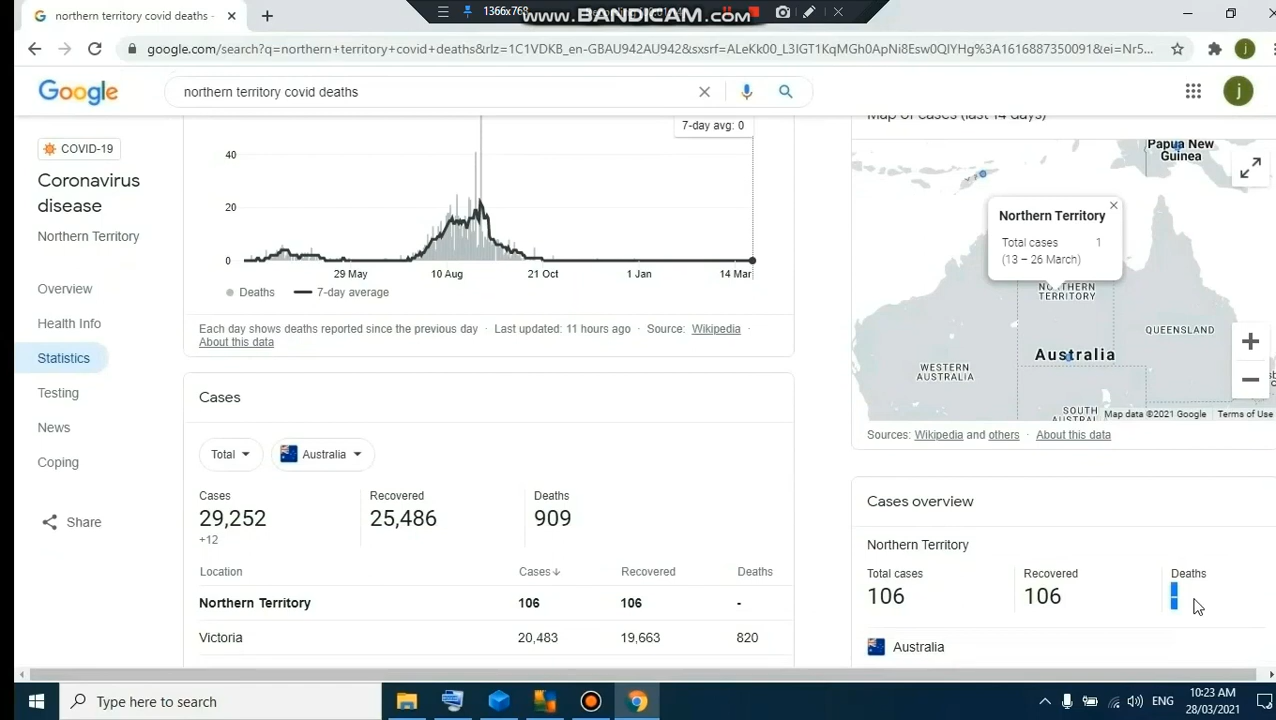 northern territory covid deaths -
1366x768
www.BANDICAM.com
google.com/search?q=northern+territory+covid+deaths&rlz=1C1VDKB_en-GBAU942AU942&sxsrf=ALeKk00_L3IGT1KqMGh0ApNi8Esw0QIYHg%3A1616887350091&ei=Nr5...
j
Google
northern territory covid deaths
j
COVID-19
Coronavirus
disease
Northern Territory
Overview
Health Info
Statistics
Testing
News
Coping
Share
7-day avg: 0
40
20
0
29 May
10 Aug
21 Oct
1 Jan
14 Mar
Deaths
7-day average
Each day shows deaths reported since the previous day · Last updated: 11 hours ago · Source: Wikipedia ·
About this data
Cases
Total
Australia
Cases
Recovered
Deaths
29,252
25,486
909
+12
Location
Cases
Recovered
Deaths
Northern Territory
106
106
-
Victoria
20,483
19,663
820
Map of cases (last 14 days)
Papua New
Guinea
Northern Territory
Total cases 1
(13 – 26 March)
NORTHERN
TERRITORY
QUEENSLAND
Australia
WESTERN
AUSTRALIA
SOUTH
AUSTRAL
Map data ©2021 Google
Terms of Use
Sources: Wikipedia and others · About this data
Cases overview
Northern Territory
Total cases
Recovered
Deaths
106
106
Australia
Type here to search
ENG
10:23 AM
28/03/2021